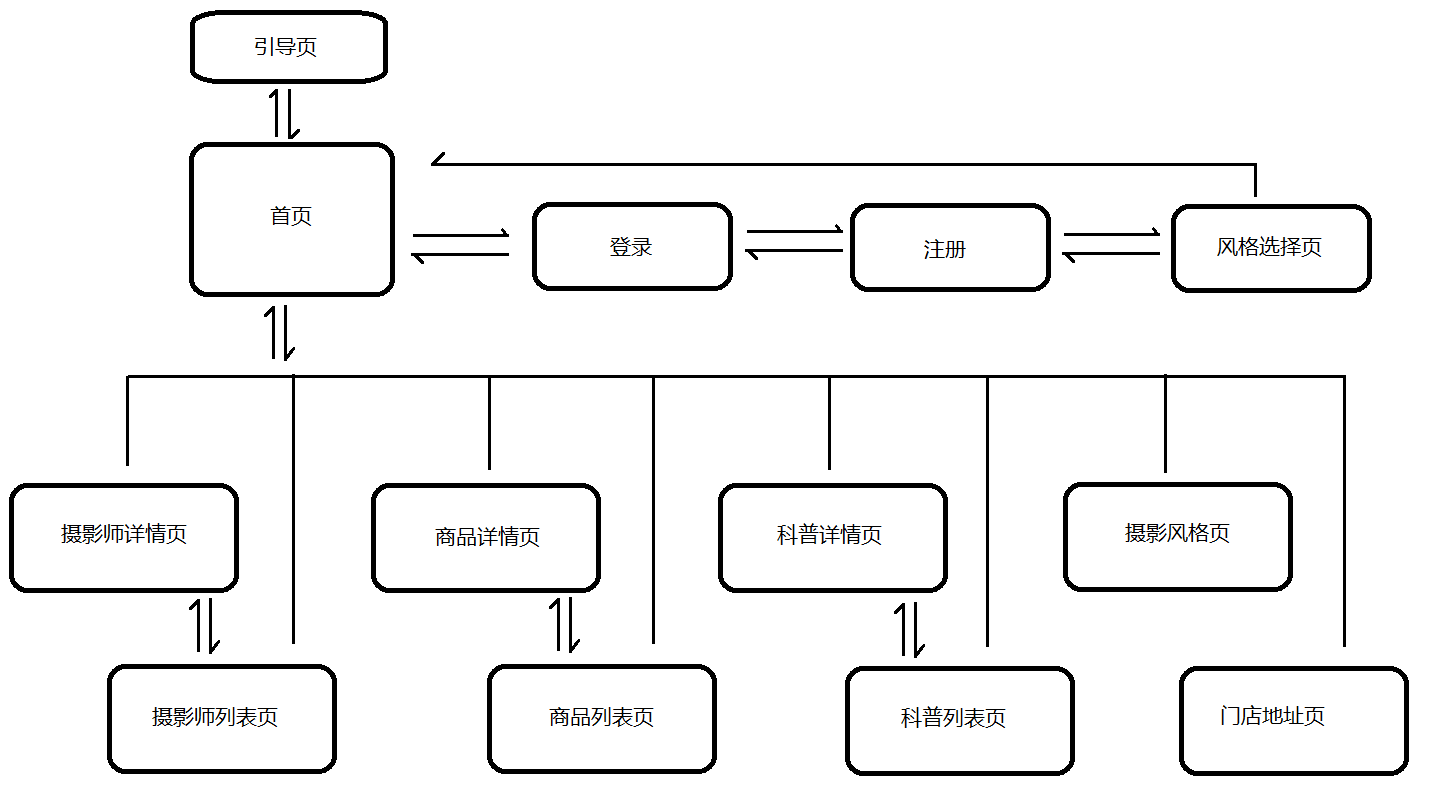 引导页
首页
登录
注册
风格选择页
摄影师详情页
商品详情页
科普详情页
摄影风格页
摄影师列表页
商品列表页
科普列表页
门店地址页